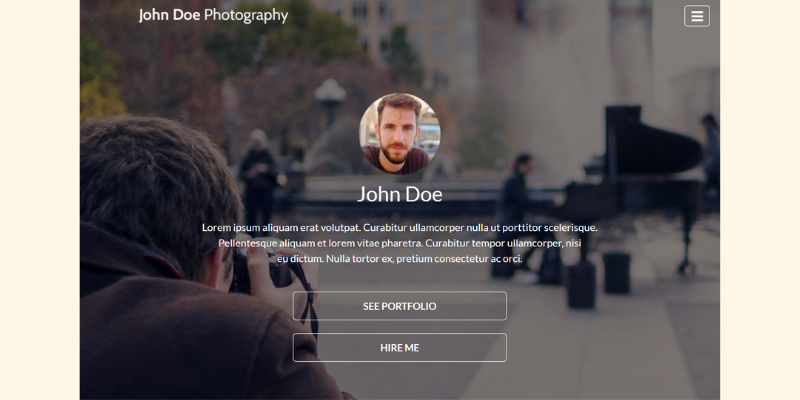 John Doe Photography
John Doe
Lorem ipsum aliquam erat volutpat. Curabitur ullamcorper nulla ut porttitor scelerisque.
Pellentesque aliquam et lorem vitae pharetra. Curabitur tempor ullamcorper, nisi
eu dictum. Nulla tortor ex, pretium consectetur ac orci.
SEE PORTFOLIO
HIRE ME